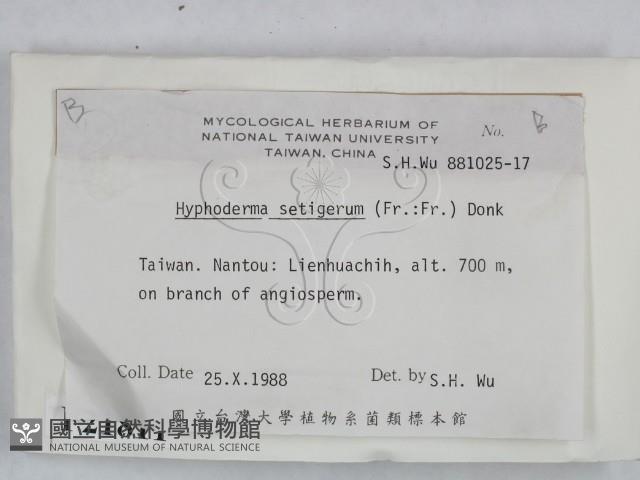 B
B
MYCOLOGICAL HERBARIUM OF
NATIONAL TAIWAN UNIVERSITY
TAIWAN, CHINA
No.
S.H.Wu 881025-17
Hyphoderma setigerum (Fr.:Fr.) Donk
Taiwan. Nantou: Lienhuachih, alt. 700 m,
on branch of angiosperm.
Coll. Date 25.X.1988
Det. by S.H. Wu
國立台灣大學植物系菌類標本館
國立自然科學博物館
NATIONAL MUSEUM OF NATURAL SCIENCE